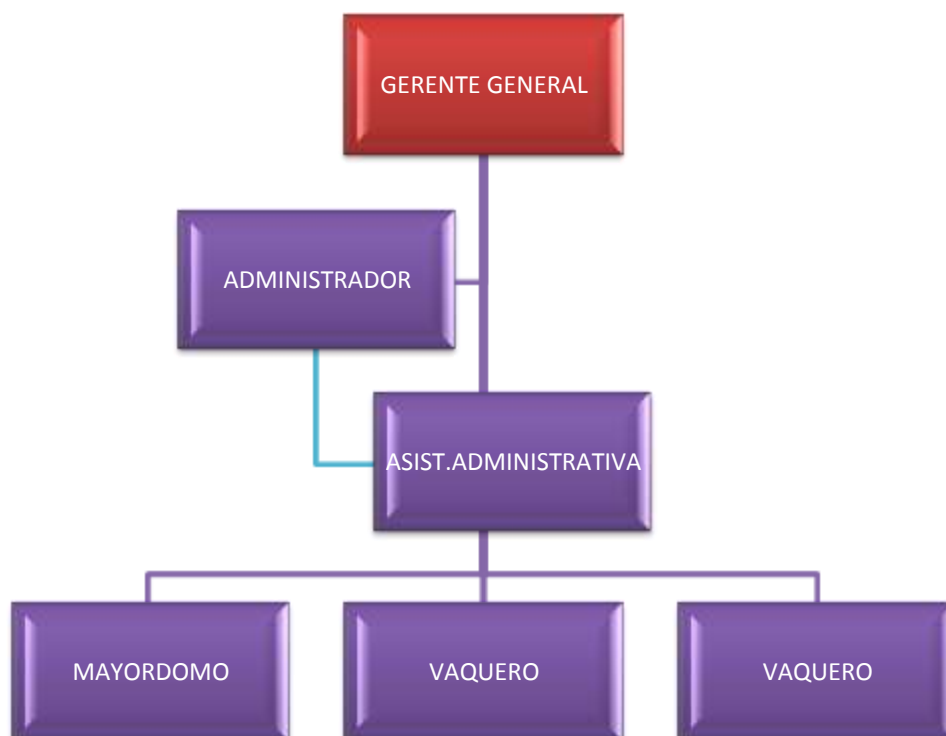 GERENTE GENERAL
ADMINISTRADOR
ASIST.ADMINISTRATIVA
MAYORDOMO
VAQUERO
VAQUERO